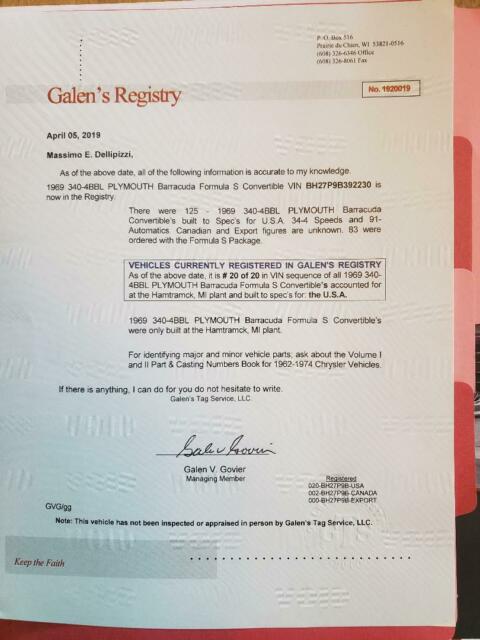 P. O. Box 516
Prairie du Chien, WI 53821-0516
(608) 326-6346 Office
(608) 326-8061 Fax
Galen's Registry
No. 1920019
April 05, 2019
Massimo E. Dellipizzi,
As of the above date, all of the following information is accurate to my knowledge.
1969 340-4BBL PLYMOUTH Barracuda Formula S Convertible VIN BH27P9B392230 is
now in the Registry.
There were 125 - 1969 340-4BBL PLYMOUTH Barracuda
Convertible's built to Spec's for U.S.A. 34-4 Speeds and 91-
Automatics. Canadian and Export figures are unknown. 83 were
ordered with the Formula S Package.
VEHICLES CURRENTLY REGISTERED IN GALEN'S REGISTRY
As of the above date, it is # 20 of 20 in VIN sequence of all 1969 340-
4BBL PLYMOUTH Barracuda Formula S Convertible's accounted for
at the Hamtramck, MI plant and built to spec's for: the U.S.A.
1969 340-4BBL PLYMOUTH Barracuda Formula S Convertible's
were only built at the Hamtramck, MI plant.
For identifying major and minor vehicle parts; ask about the Volume I
and II Part & Casting Numbers Book for 1962-1974 Chrysler Vehicles.
If there is anything, I can do for you do not hesitate to write.
Galen's Tag Service, LLC.
Galen V. Govier
Managing Member
Registered
020-BH27P9B-USA
002-BH27P9B-CANADA
000-BH27P9B-EXPORT
GVG/gg
Note: This vehicle has not been inspected or appraised in person by Galen's Tag Service, LLC.
Keep the Faith